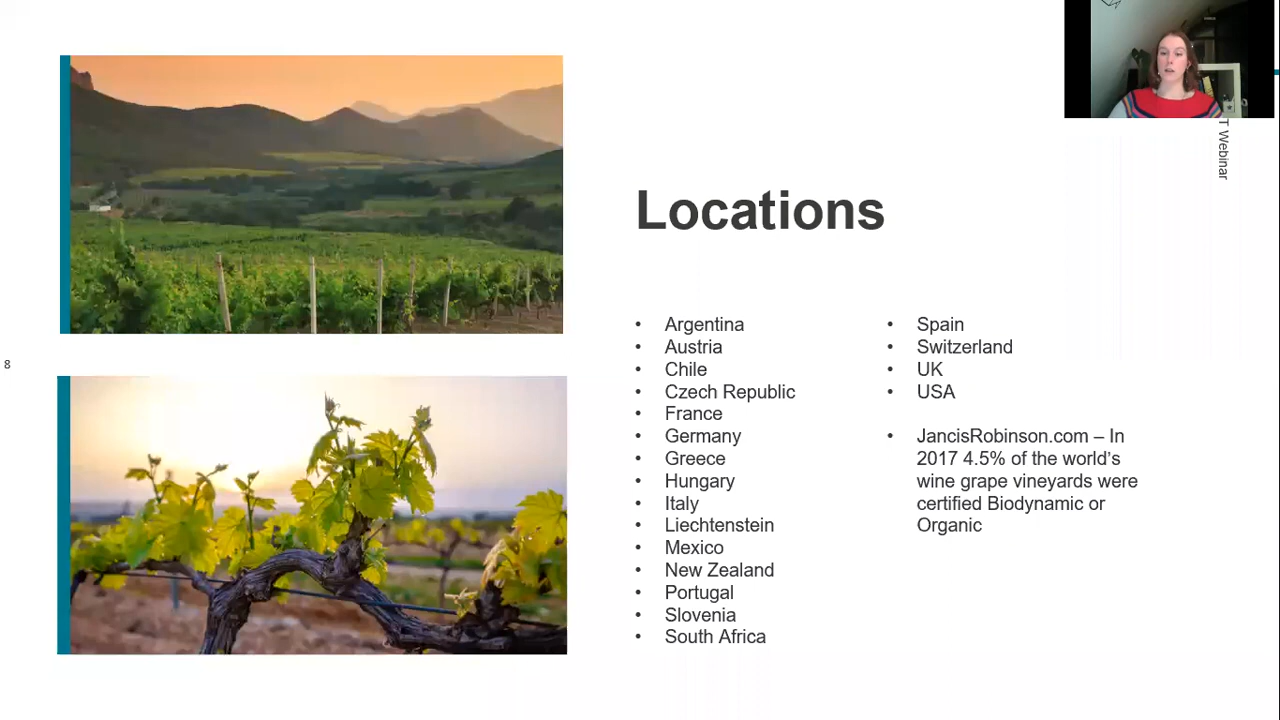 T Webinar
Locations
8
• Argentina
• Austria
• Chile
• Czech Republic
• France
• Germany
• Greece
• Hungary
• Italy
• Liechtenstein
• Mexico
• New Zealand
• Portugal
• Slovenia
• South Africa
• Spain
• Switzerland
• UK
• USA
• JancisRobinson.com – In
2017 4.5% of the world’s
wine grape vineyards were
certified Biodynamic or
Organic